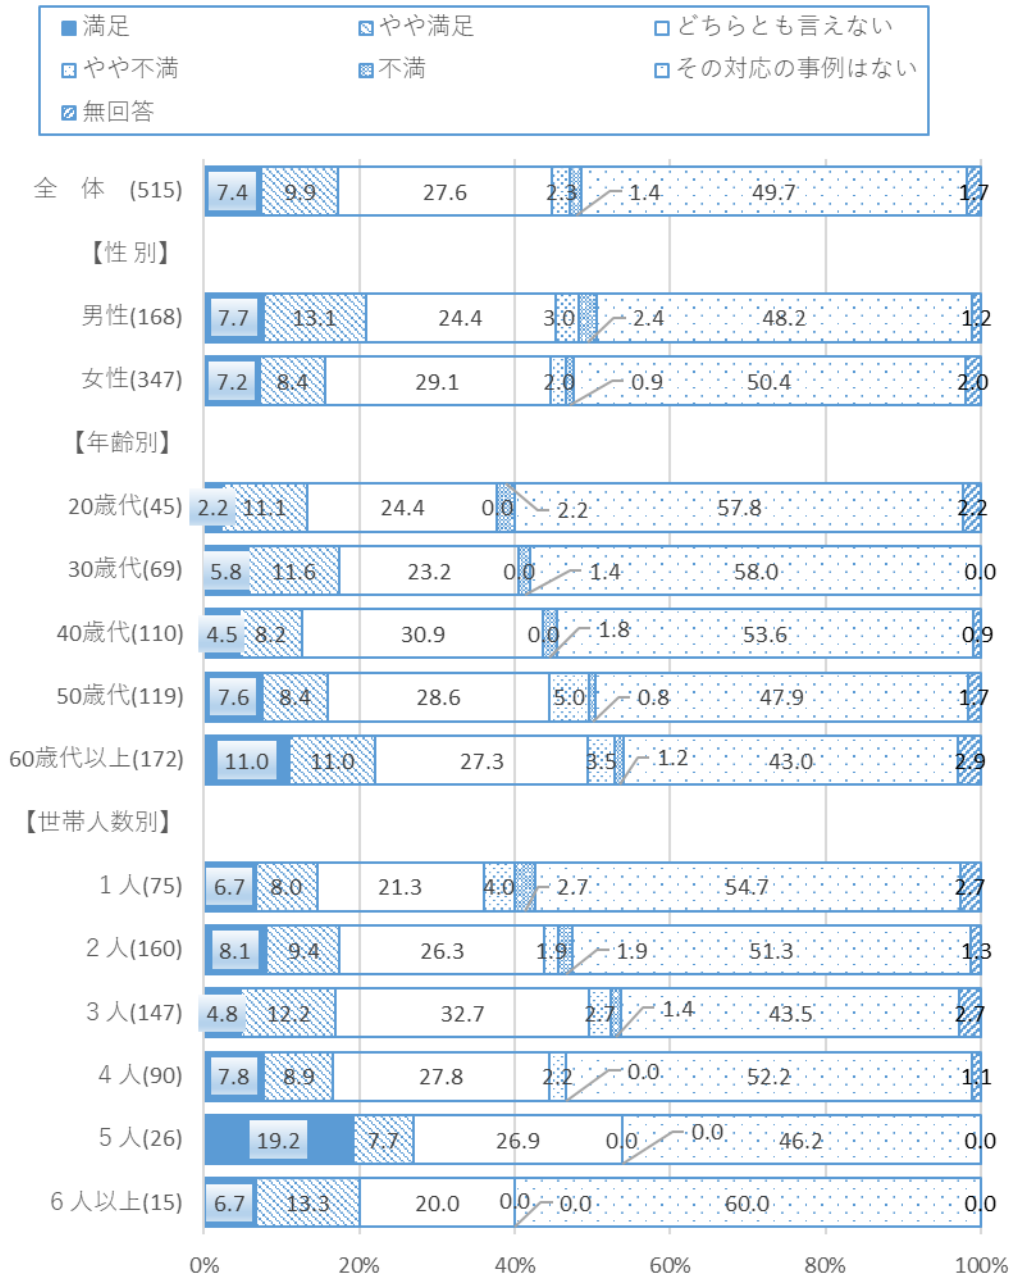 満足 やや満足 どちらとも言えない
やや不満 不満 その対応の事例はない
無回答
全 体 (515) 7.4 9.9 27.6 2.3 1.4 49.7 1.7
【性 別】
男性(168) 7.7 13.1 24.4 3.0 2.4 48.2 1.2
女性(347) 7.2 8.4 29.1 2.0 0.9 50.4 2.0
【年齢別】
20歳代(45) 2.2 11.1 24.4 0.0 2.2 57.8 2.2
30歳代(69) 5.8 11.6 23.2 0.0 1.4 58.0 0.0
40歳代(110) 4.5 8.2 30.9 0.0 1.8 53.6 0.9
50歳代(119) 7.6 8.4 28.6 5.0 0.8 47.9 1.7
60歳代以上(172) 11.0 11.0 27.3 3.5 1.2 43.0 2.9
【世帯人数別】
1人(75) 6.7 8.0 21.3 4.0 2.7 54.7 2.7
2人(160) 8.1 9.4 26.3 1.9 1.9 51.3 1.3
3人(147) 4.8 12.2 32.7 2.7 1.4 43.5 2.7
4人(90) 7.8 8.9 27.8 2.2 0.0 52.2 1.1
5人(26) 19.2 7.7 26.9 0.0 0.0 46.2 0.0
6人以上(15) 6.7 13.3 20.0 0.0 0.0 60.0 0.0
0% 20% 40% 60% 80% 100%